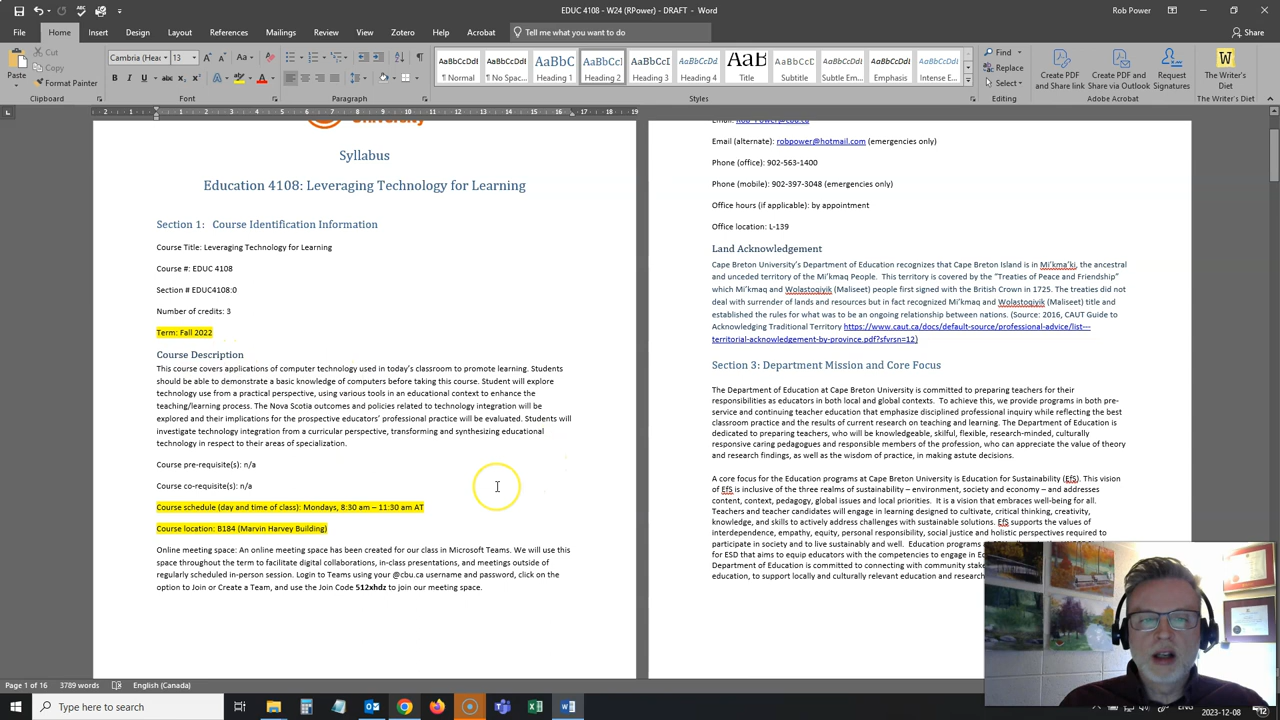 EDUC 4108 - W24 (RPower) - DRAFT - Word
Rob Power
File Home Insert Draw Design Layout References Mailings Review View Zotero Help Acrobat Tell me what you want to do Share
Paste
Cut
Copy
Format Painter
Clipboard
Cambria (Hea 13
Font
Paragraph
AaBbCcDdI AaBbCcDdI AaBbC AaBbCcI AaBbCcD AaBbCcDd AaB AaBbCcD AaBbCcDdI AaBbCcDdI AaBbCcDdI
¶ Normal ¶ No Spac... Heading 1 Heading 2 Heading 3 Heading 4 Title Subtitle Subtle Em... Emphasis Intense E...
Styles
Find
Replace
Select
Editing
Create PDF and Share link
Create PDF and Share via Outlook
Request Signatures
Adobe Acrobat
The Writer's Diet
The Writer's Diet
University
Syllabus
Education 4108: Leveraging Technology for Learning
Section 1: Course Identification Information
Course Title: Leveraging Technology for Learning
Course #: EDUC 4108
Section # EDUC4108:0
Number of credits: 3
Term: Fall 2022
Course Description
This course covers applications of computer technology used in today's classroom to promote learning. Students
should be able to demonstrate a basic knowledge of computers before taking this course. Student will explore
technology use from a practical perspective, using various tools in an educational context to enhance the
teaching/learning process. The Nova Scotia outcomes and policies related to technology integration will be
explored and their implications for the prospective educators' professional practice will be evaluated. Students will
investigate technology integration from a curricular perspective, transforming and synthesizing educational
technology in respect to their areas of specialization.
Course pre-requisite(s): n/a
Course co-requisite(s): n/a
Course schedule (day and time of class): Mondays, 8:30 am – 11:30 am AT
Course location: B184 (Marvin Harvey Building)
Online meeting space: An online meeting space has been created for our class in Microsoft Teams. We will use this
space throughout the term to facilitate digital collaborations, in-class presentations, and meetings outside of
regularly scheduled in-person session. Login to Teams using your @cbu.ca username and password, click on the
option to Join or Create a Team, and use the Join Code 512xhdz to join our meeting space.
Email (alternate): robpower@hotmail.com (emergencies only)
Phone (office): 902-563-1400
Phone (mobile): 902-397-3048 (emergencies only)
Office hours (if applicable): by appointment
Office location: L-139
Land Acknowledgement
Cape Breton University's Department of Education recognizes that Cape Breton Island is in Mi'kma'ki, the ancestral
and unceded territory of the Mi'kmaq People. This territory is covered by the "Treaties of Peace and Friendship"
which Mi'kmaq and Wolastoqiyik (Maliseet) people first signed with the British Crown in 1725. The treaties did not
deal with surrender of lands and resources but in fact recognized Mi'kmaq and Wolastoqiyik (Maliseet) title and
established the rules for what was to be an ongoing relationship between nations. (Source: 2016, CAUT Guide to
Acknowledging Traditional Territory https://www.caut.ca/docs/default-source/professional-advice/list---
territorial-acknowledgement-by-province.pdf?sfvrsn=12)
Section 3: Department Mission and Core Focus
The Department of Education at Cape Breton University is committed to preparing teachers for their
responsibilities as educators in both local and global contexts. To achieve this, we provide programs in both pre-
service and continuing teacher education that emphasize disciplined professional inquiry while reflecting the best
classroom practice and the results of current research on teaching and learning. The Department of Education is
dedicated to preparing teachers, who will be knowledgeable, skilful, flexible, research-minded, culturally
responsive caring pedagogues and responsible members of the profession, who can appreciate the value of theory
and research findings, as well as the wisdom of practice, in making astute decisions.
A core focus for the Education programs at Cape Breton University is Education for Sustainability (EfS). This vision
of EfS is inclusive of the three realms of sustainability – environment, society and economy – and addresses
content, context, pedagogy, global issues and local priorities. It is a vision that embraces well-being for all.
Teachers and teacher candidates will engage in learning designed to cultivate, critical thinking, creativity,
knowledge, and skills to actively address challenges with sustainable solutions. EfS supports the values of
interdependence, empathy, equity, personal responsibility, social justice and holistic perspectives required to
participate in society and to live sustainably and well. Education programs
for ESD that aims to equip educators with the competencies to engage in Ed
Department of Education is committed to connecting with community stake
education, to support locally and culturally relevant education and research
Page 1 of 16 3789 words English (Canada)
Type here to search
ENG 2023-12-08 12